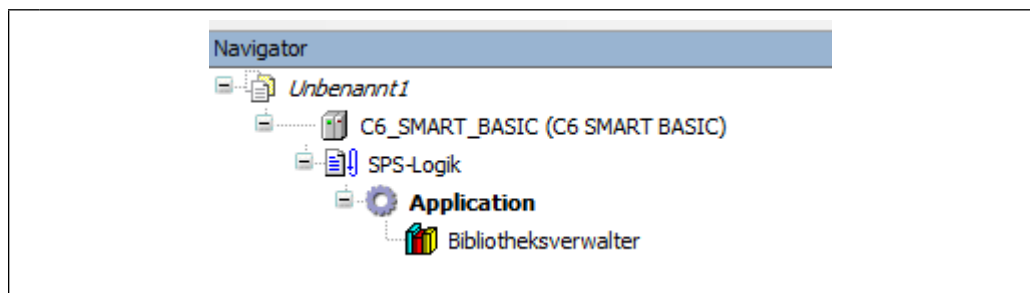 Navigator
Unbenannt1
C6_SMART_BASIC (C6 SMART BASIC)
SPS-Logik
Application
Bibliotheksverwalter